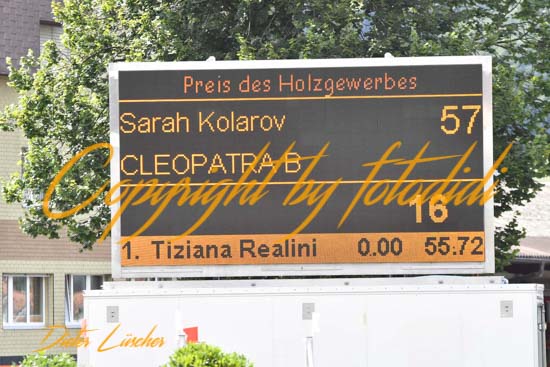 Preis des Holzgewerbes
Sarah Kolarov 57
CLEOPATRA B
Copyright by fotodidi
16
1. Tiziana Realini 0.00 55.72
Dieter Lüscher